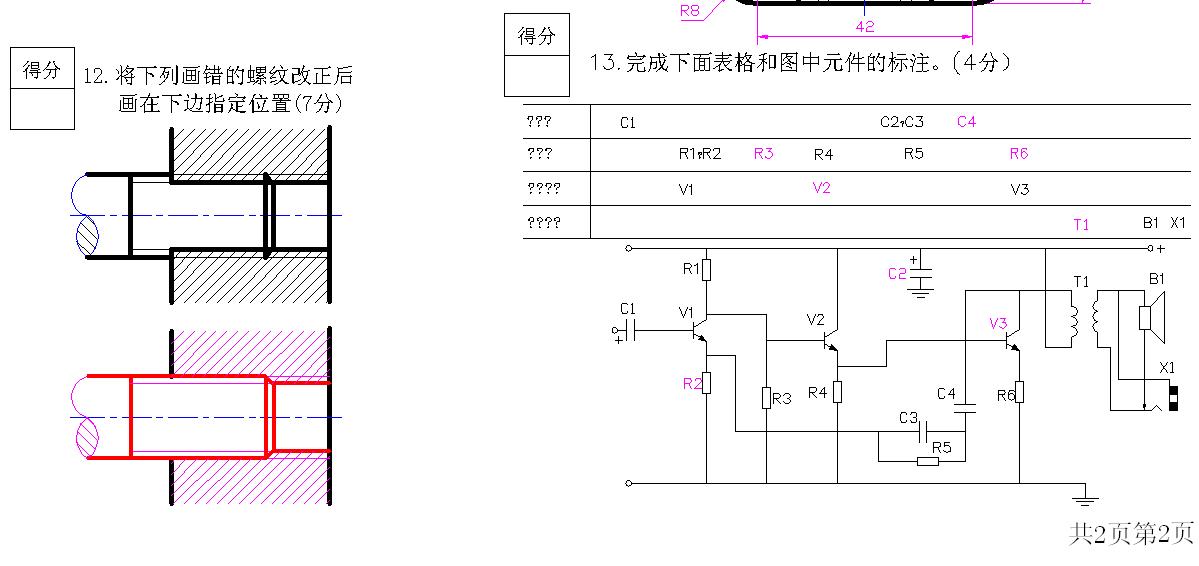 R8
42
得分
12.将下列画错的螺纹改正后
画在下边指定位置(7分)
得分
13.完成下面表格和图中元件的标注。(4分)
??? C1 C2,C3 C4
??? R1,R2 R3 R4 R5 R6
???? V1 V2 V3
???? T1 B1 X1
+
R1
C2
+
T1
B1
C1
V1
V2
V3
+
X1
R2
R3
R4
C4
R6
C3
R5
共2页第2页